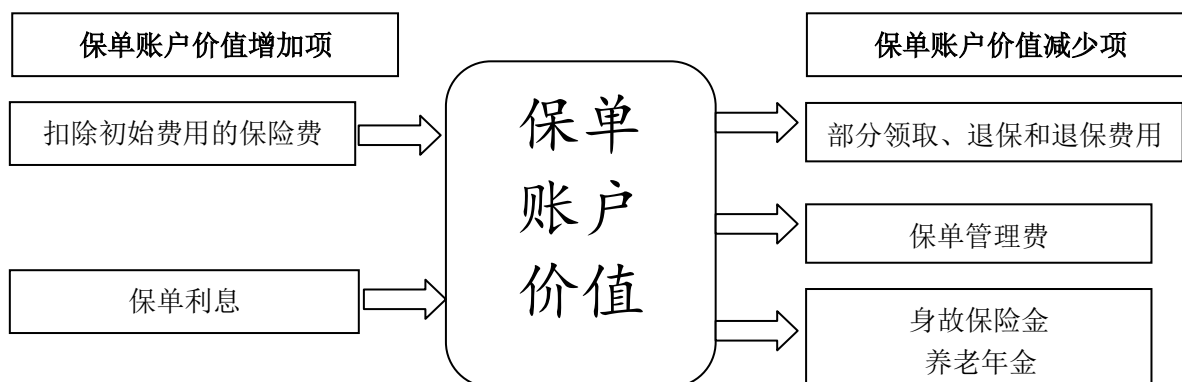 保单账户价值增加项
扣除初始费用的保险费
保单利息
保单
账户
价值
保单账户价值减少项
部分领取、退保和退保费用
保单管理费
身故保险金
养老年金